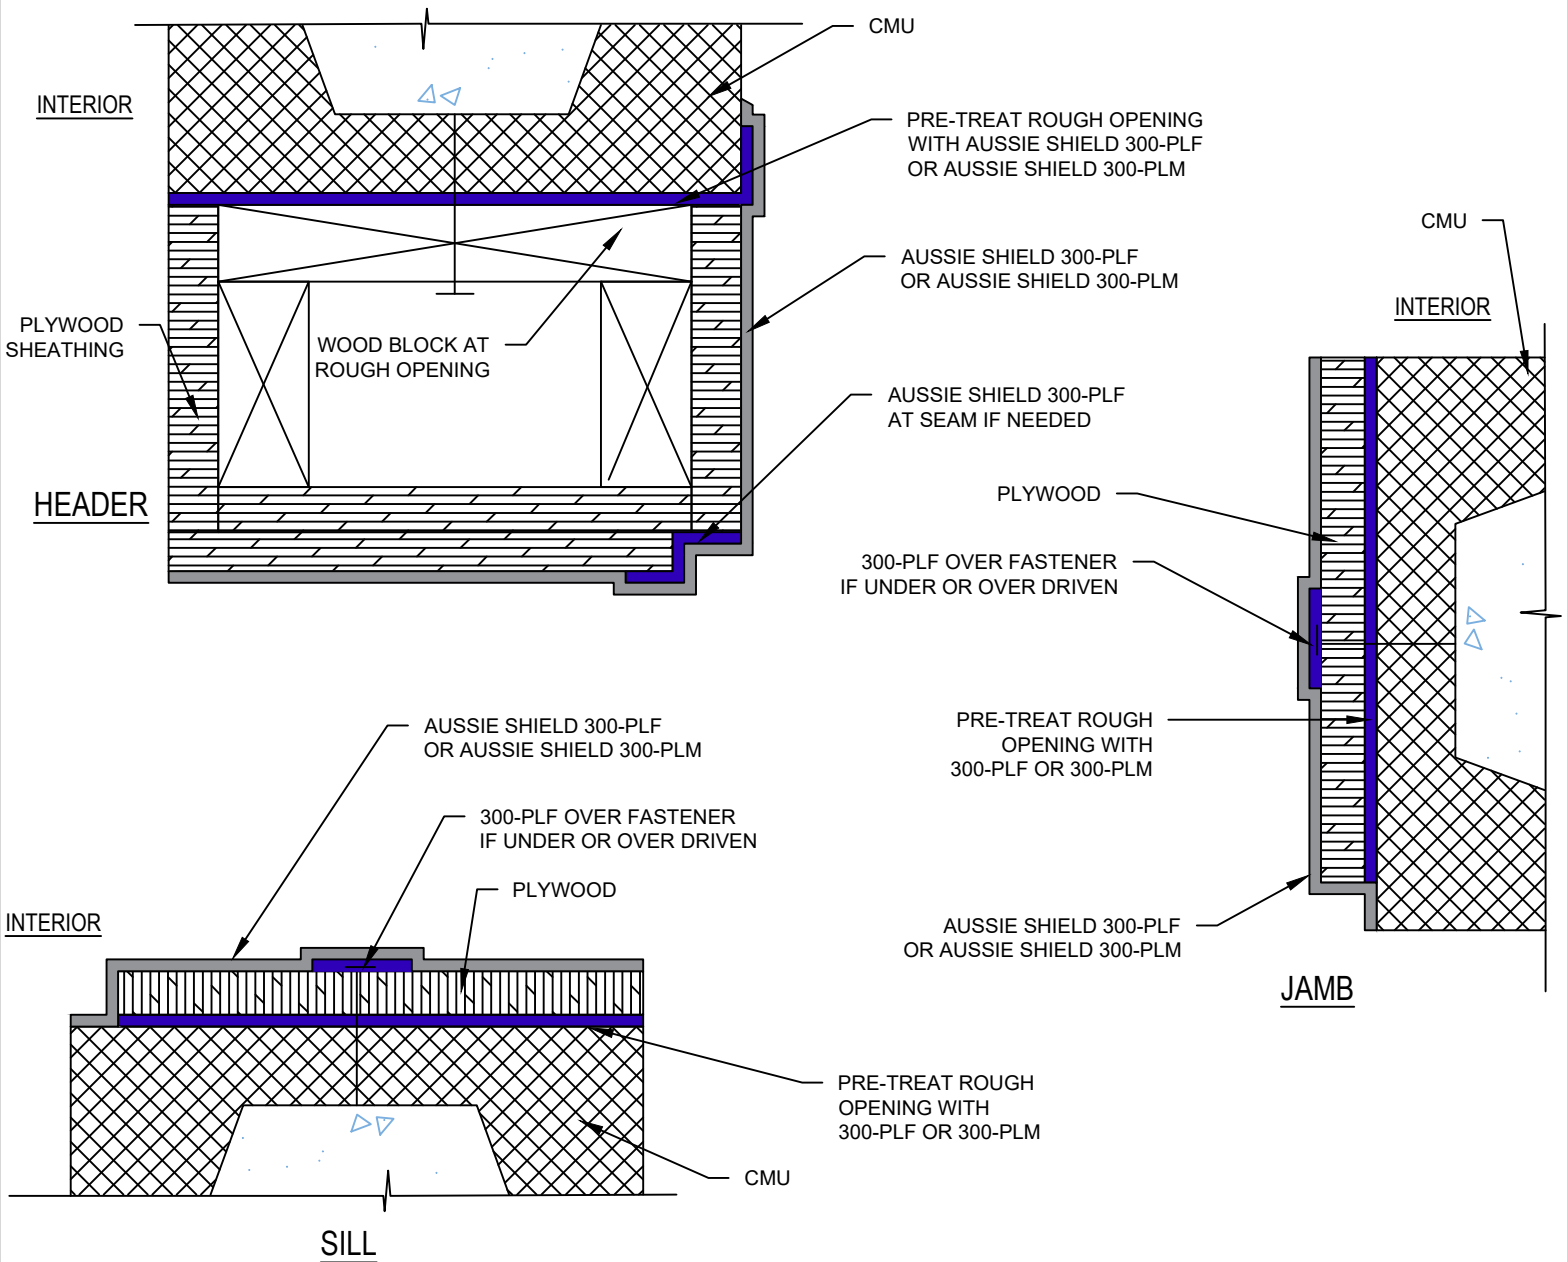 CMU
INTERIOR
PRE-TREAT ROUGH OPENING
WITH AUSSIE SHIELD 300-PLF
OR AUSSIE SHIELD 300-PLM
AUSSIE SHIELD 300-PLF
OR AUSSIE SHIELD 300-PLM
PLYWOOD
SHEATHING
WOOD BLOCK AT
ROUGH OPENING
AUSSIE SHIELD 300-PLF
AT SEAM IF NEEDED
HEADER
CMU
INTERIOR
PLYWOOD
300-PLF OVER FASTENER
IF UNDER OR OVER DRIVEN
PRE-TREAT ROUGH
OPENING WITH
300-PLF OR 300-PLM
AUSSIE SHIELD 300-PLF
OR AUSSIE SHIELD 300-PLM
JAMB
AUSSIE SHIELD 300-PLF
OR AUSSIE SHIELD 300-PLM
300-PLF OVER FASTENER
IF UNDER OR OVER DRIVEN
PLYWOOD
INTERIOR
PRE-TREAT ROUGH
OPENING WITH
300-PLF OR 300-PLM
CMU
SILL